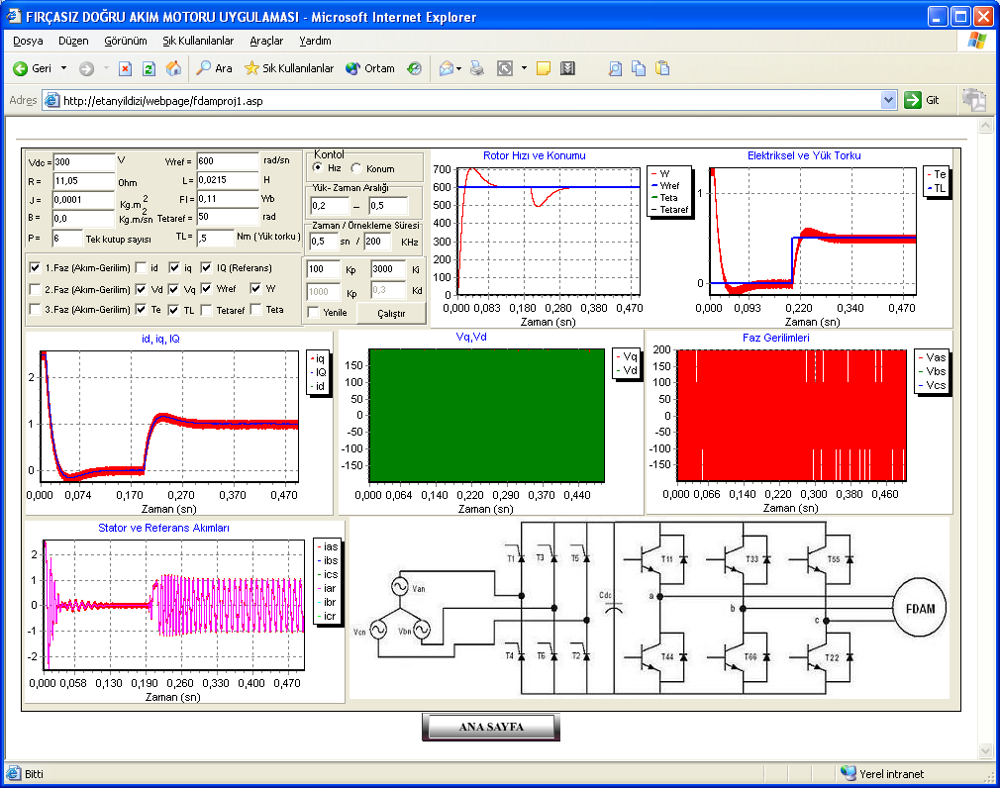 FIRÇASIZ DOĞRU AKIM MOTORU UYGULAMASI - Microsoft Internet Explorer
Dosya Düzen Görünüm Sık Kullanılanlar Araçlar Yardım
Geri Ara Sık Kullanılanlar Ortam
Adres http://etanyildizi/webpage/fdamproj1.asp Git
Vdc = 300 V Wref = 600 rad/sn
R = 11,05 Ohm L = 0,0215 H
J = 0,0001 Kg.m2 FI = 0,11 Wb
B = 0,0 Kg.m2/sn Tetaref = 50 rad
P = 6 Tek kutup sayısı TL = ,5 Nm (Yük torku)
Kontol
Hız Konum
Yük- Zaman Aralığı
0,2 – 0,5
Zaman / Örnekleme Süresi
0,5 sn / 200 KHz
100 Kp 3000 Ki
1000 Kp 0,3 Kd
Yenile Çalıştır
1.Faz (Akım-Gerilim) id iq IQ (Referans)
2.Faz (Akım-Gerilim) Vd Vq Wref W
3.Faz (Akım-Gerilim) Te TL Tetaref Teta
Rotor Hızı ve Konumu
700
600
500
400
300
200
100
0
0,000 0,083 0,180 0,280 0,380 0,480
Zaman (sn)
W
Wref
Teta
Tetaref
Elektriksel ve Yük Torku
1
0
0,000 0,093 0,220 0,340 0,470
Zaman (sn)
Te
TL
id, iq, IQ
2
1
0
0,000 0,074 0,170 0,270 0,370 0,470
Zaman (sn)
iq
IQ
id
Vq,Vd
150
100
50
0
-50
-100
-150
0,000 0,064 0,140 0,220 0,290 0,370 0,440
Zaman (sn)
Vq
Vd
Faz Gerilimleri
200
150
100
50
0
-50
-100
-150
0,000 0,066 0,140 0,220 0,300 0,380 0,460
Zaman (sn)
Vas
Vbs
Vcs
Stator ve Referans Akımları
2
1
0
-1
-2
0,000 0,058 0,130 0,190 0,260 0,330 0,400 0,470
Zaman (sn)
ias
ibs
ics
iar
ibr
icr
T1 T3 T5 T11 T33 T55
Van Cdc a b c FDAM
Vcn Vbn
T4 T6 T2 T44 T66 T22
ANA SAYFA
Bitti Yerel intranet